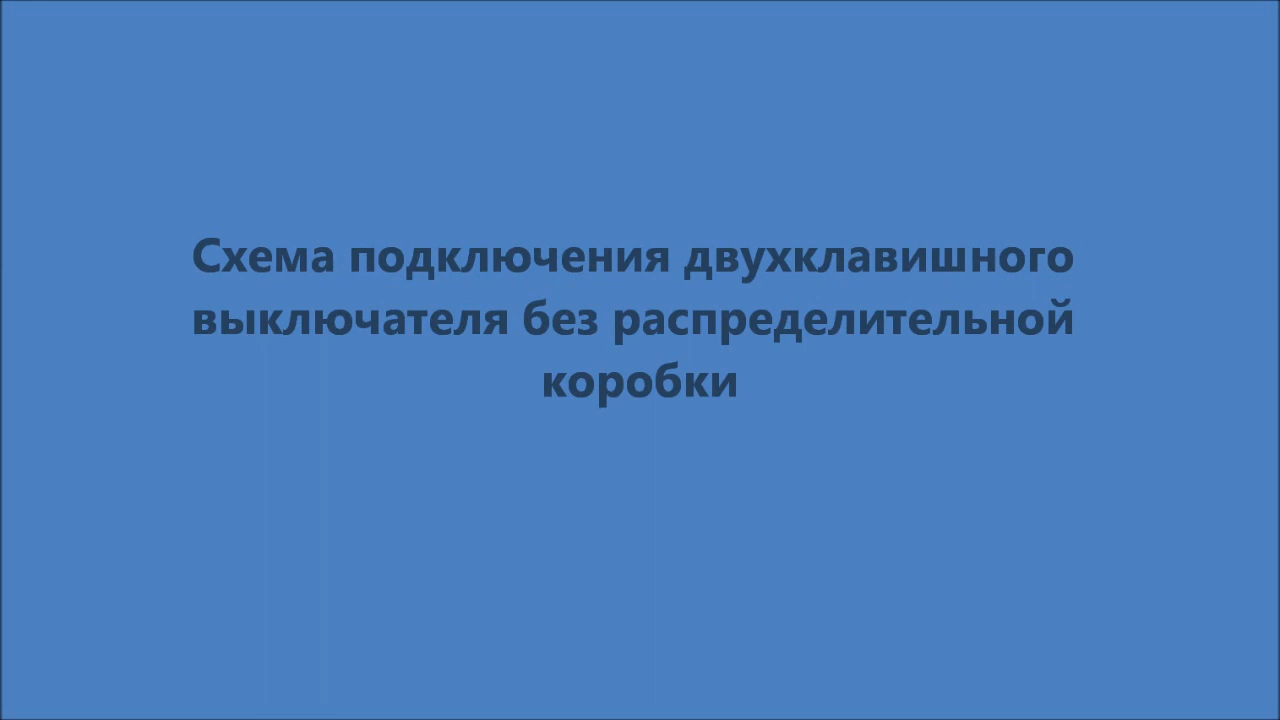 Схема подключения двухклавишного
выключателя без распределительной
коробки